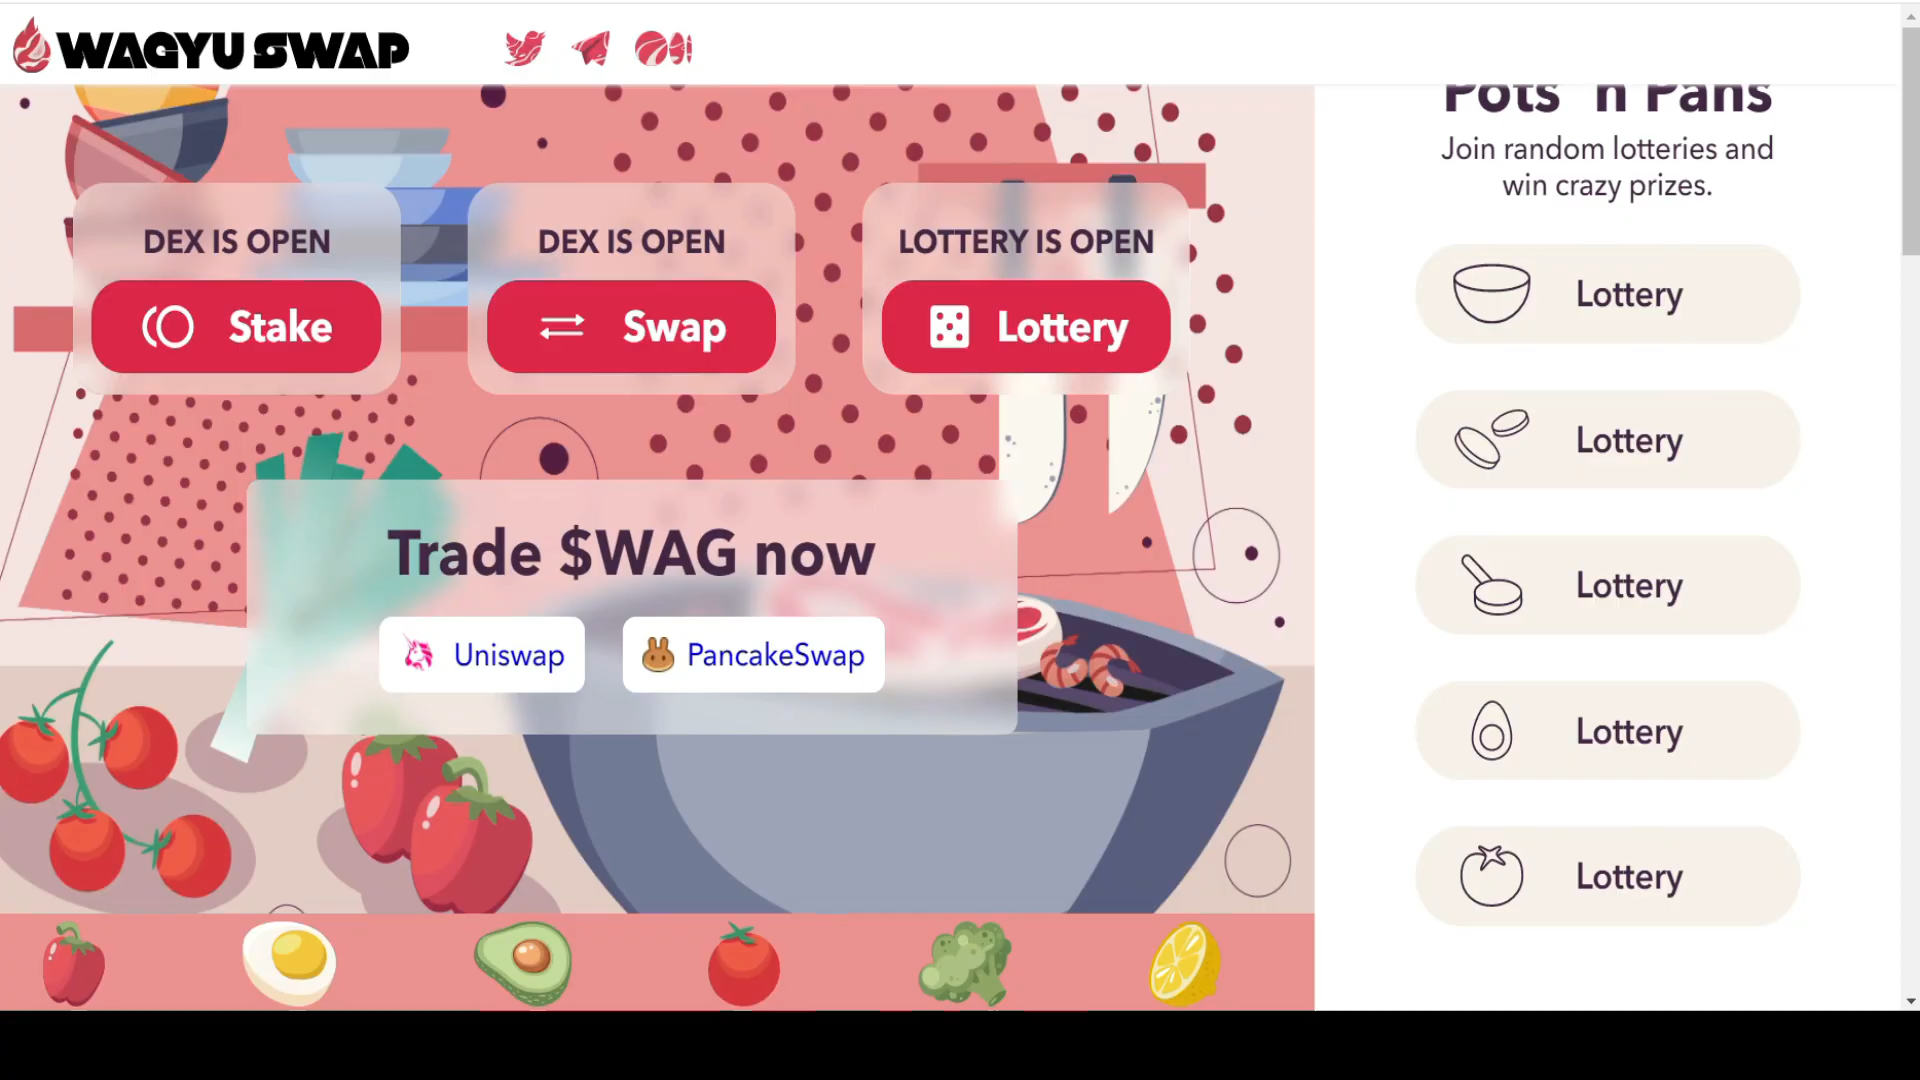 WAGYU SWAP
Pots 'n Pans
Join random lotteries and
win crazy prizes.
DEX IS OPEN
Stake
DEX IS OPEN
Swap
LOTTERY IS OPEN
Lottery
Trade $WAG now
Uniswap
PancakeSwap
Lottery
Lottery
Lottery
Lottery
Lottery